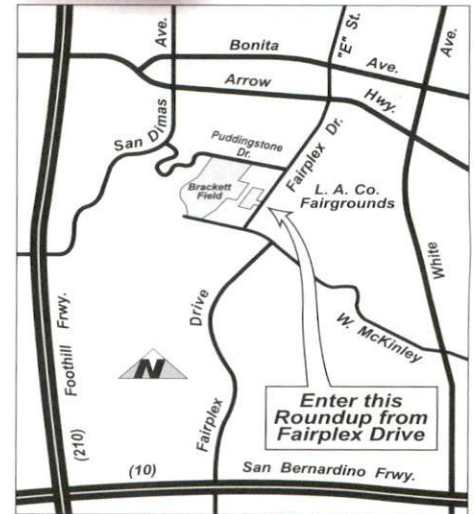 Ave.
"E" St.
Ave.
Bonita
Ave.
Arrow
Hwy.
San Dimas
Puddingstone
Dr.
Fairplex Dr.
Brackett
Field
L. A. Co.
Fairgrounds
White
W. McKinley
Foothill Frwy.
(210)
Fairplex Drive
N
Enter this
Roundup from
Fairplex Drive
(10)
San Bernardino Frwy.